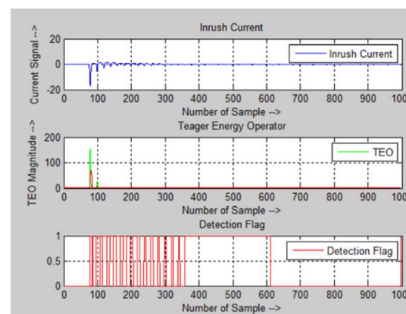 Inrush Current
Current Signal -->
20
0
-20
Inrush Current
0 100 200 300 400 500 600 700 800 900 1000
Number of Sample -->
Teager Energy Operator
TEO Magnitude -->
200
100
0
TEO
0 100 200 300 400 500 600 700 800 900 1000
Number of Sample -->
Detection Flag
1
0.5
0
Detection Flag
0 100 200 300 400 500 600 700 800 900 1000